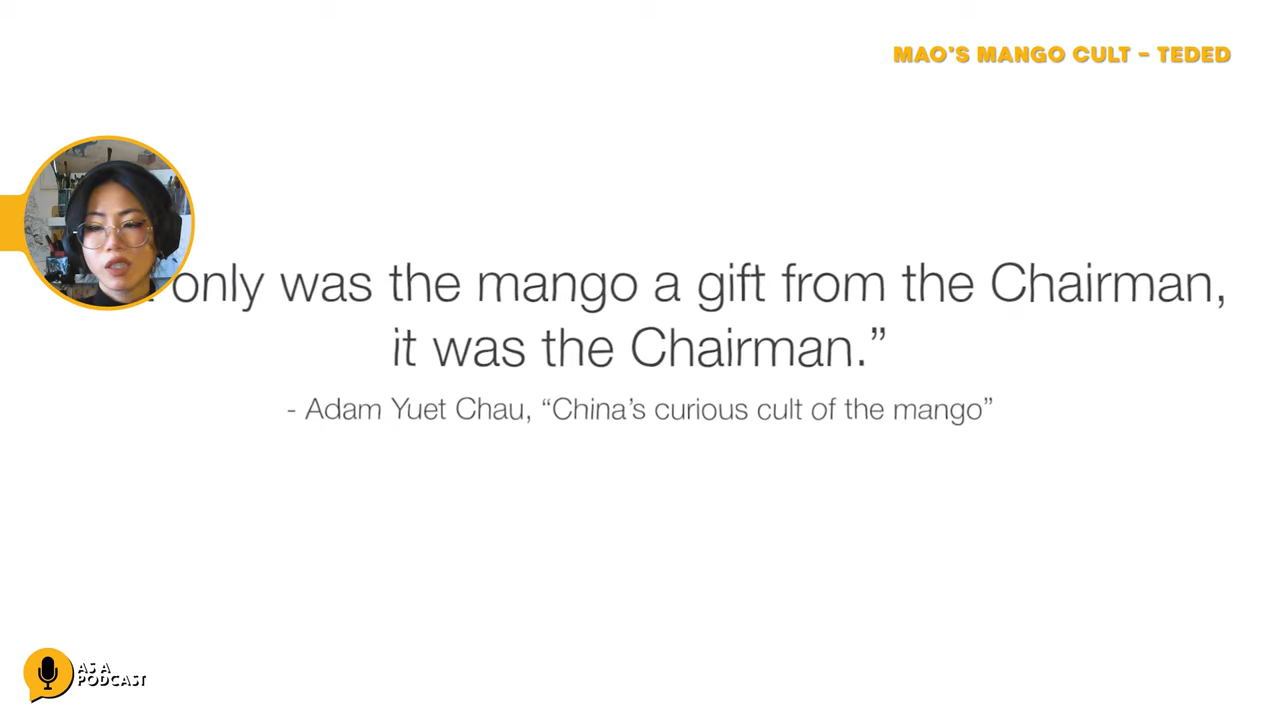 MAO'S MANGO CULT - TEDED
only was the mango a gift from the Chairman,
it was the Chairman.”
- Adam Yuet Chau, “China’s curious cult of the mango”
AS A
PODCAST